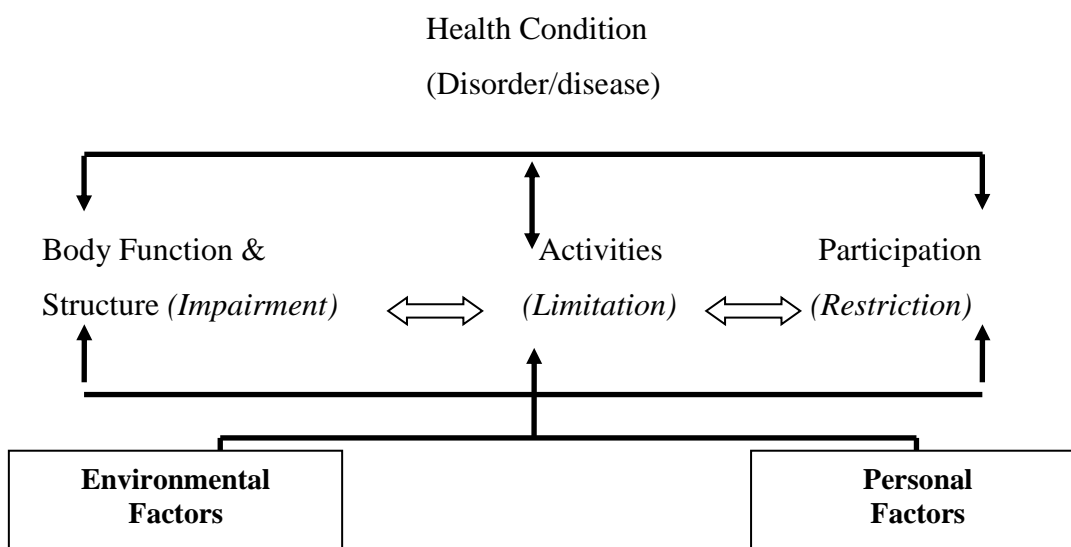 Health Condition
(Disorder/disease)
Body Function & Activities Participation
Structure (Impairment) (Limitation) (Restriction)
Environmental Personal
Factors Factors